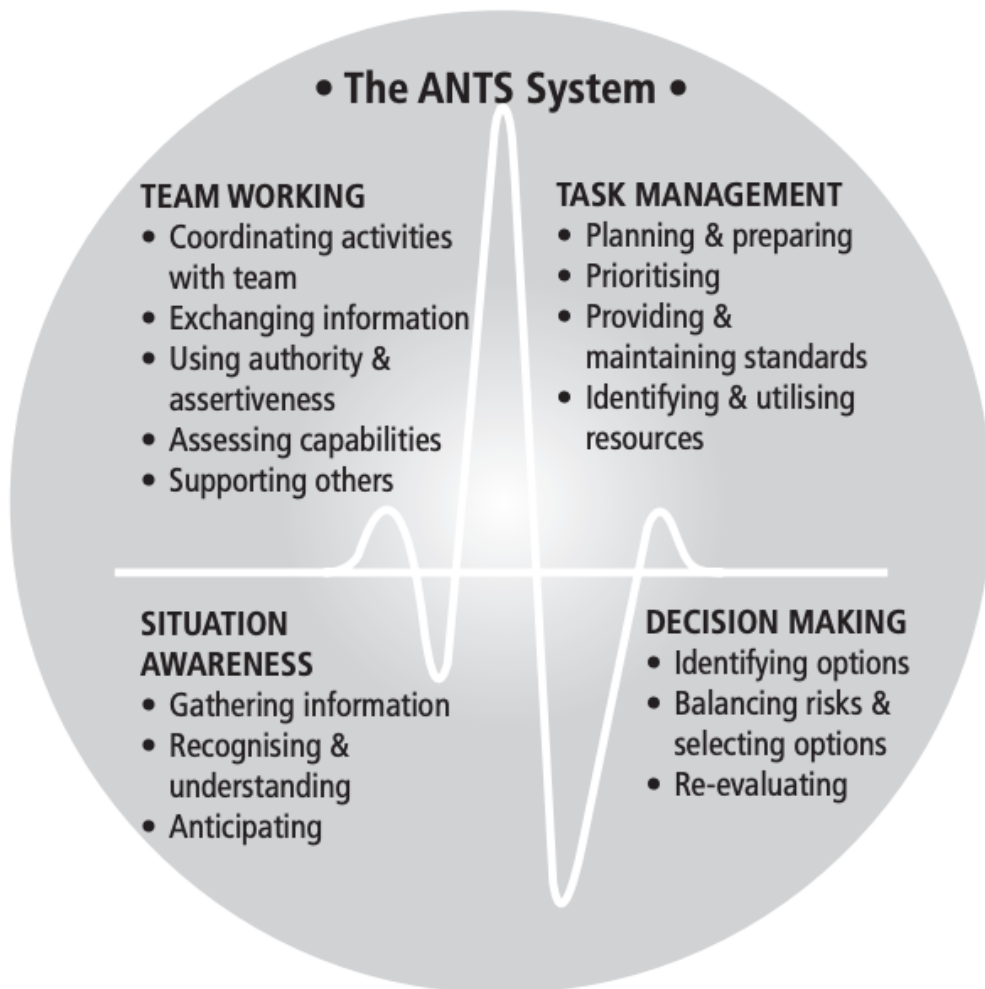 • The ANTS System •
TEAM WORKING
• Coordinating activities
with team
• Exchanging information
• Using authority &
assertiveness
• Assessing capabilities
• Supporting others
TASK MANAGEMENT
• Planning & preparing
• Prioritising
• Providing &
maintaining standards
• Identifying & utilising
resources
SITUATION
AWARENESS
• Gathering information
• Recognising &
understanding
• Anticipating
DECISION MAKING
• Identifying options
• Balancing risks &
selecting options
• Re-evaluating